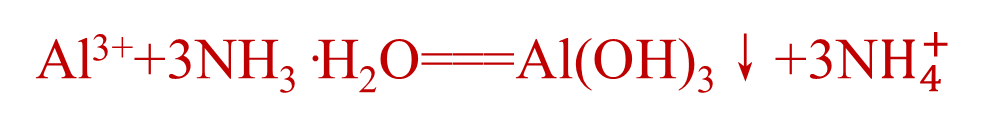 Al³⁺+3NH₃ ·H₂O===Al(OH)₃↓+3NH₄⁺